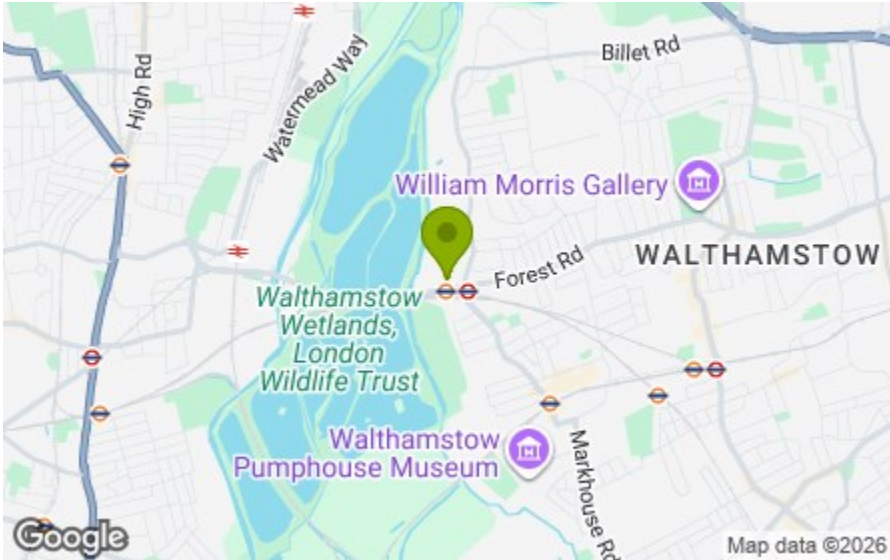 Billet Rd
High Rd
Watermead Way
William Morris Gallery
WALTHAMSTOW
Forest Rd
Walthamstow
Wetlands,
London
Wildlife Trust
Walthamstow
Pumphouse Museum
Markhouse Rd
Google
Map data ©2026